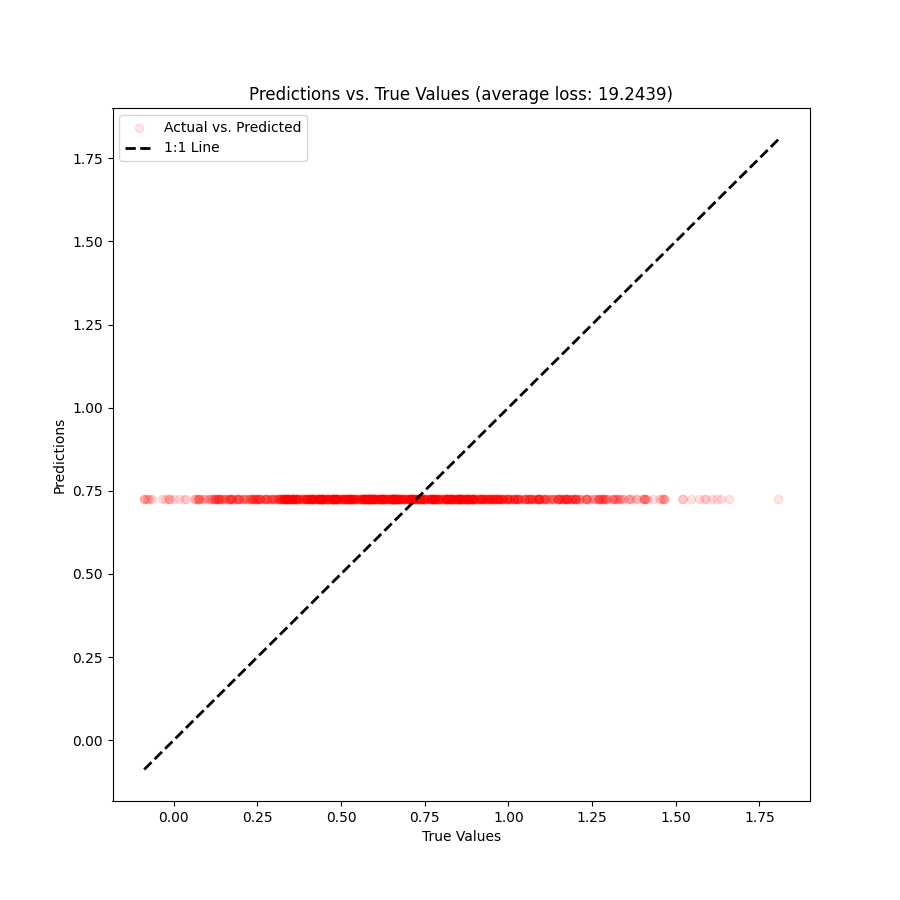 Predictions vs. True Values (average loss: 19.2439)
Actual vs. Predicted
1:1 Line
1.75
1.50
1.25
1.00
0.75
0.50
0.25
0.00
Predictions
0.00 0.25 0.50 0.75 1.00 1.25 1.50 1.75
True Values